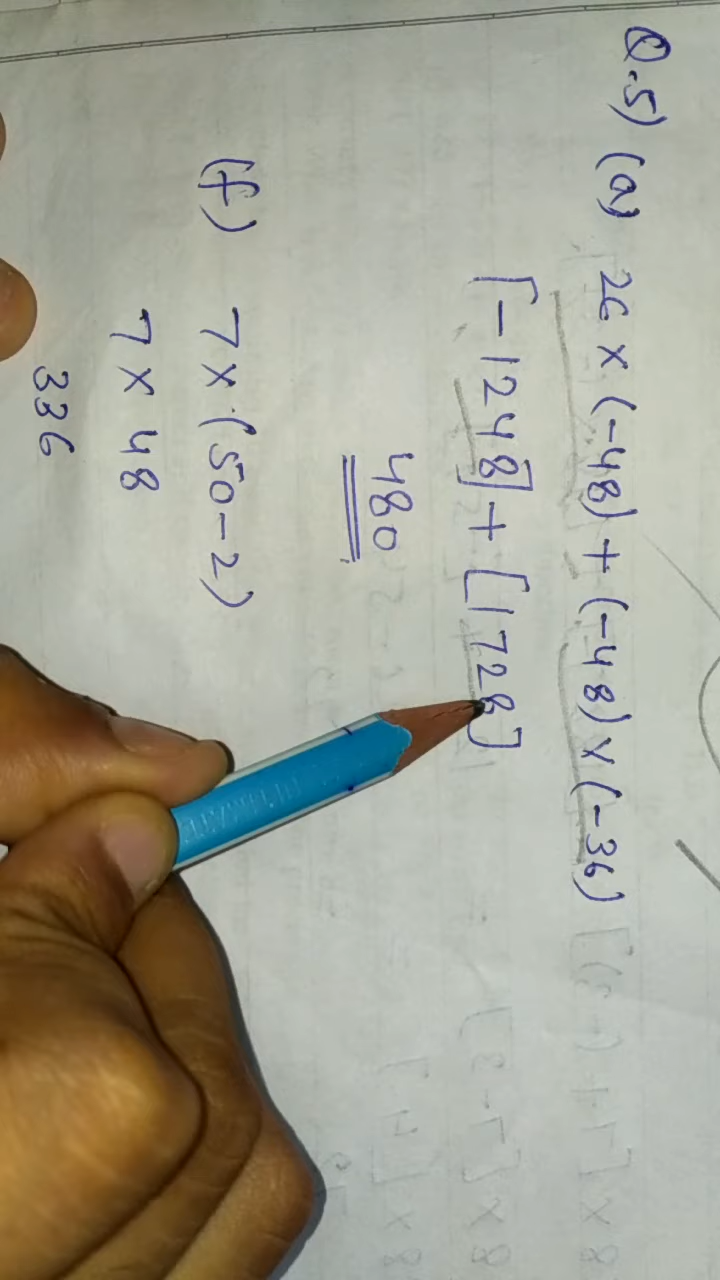 Q.5) (a) 26 × (-48) + (-48) × (-36)
[-1248] + [1728]
480
(f) 7 × (50-2)
7 × 48
336